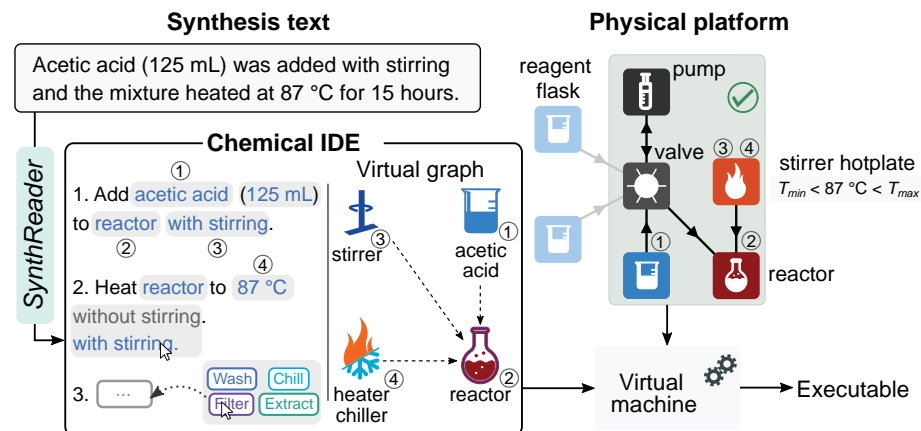 Synthesis text
Acetic acid (125 mL) was added with stirring
and the mixture heated at 87 °C for 15 hours.
SynthReader
Chemical IDE
①
1. Add acetic acid (125 mL)
to reactor with stirring.
② ③
④
2. Heat reactor to 87 °C
without stirring.
with stirring.
3. ...
Wash Chill
Filter Extract
Virtual graph
stirrer ③
① acetic
acid
heater ④
chiller
reactor ②
Physical platform
reagent
flask
pump
valve
③ ④
stirrer hotplate
Tmin < 87 °C < Tmax
①
②
reactor
Virtual
machine
Executable